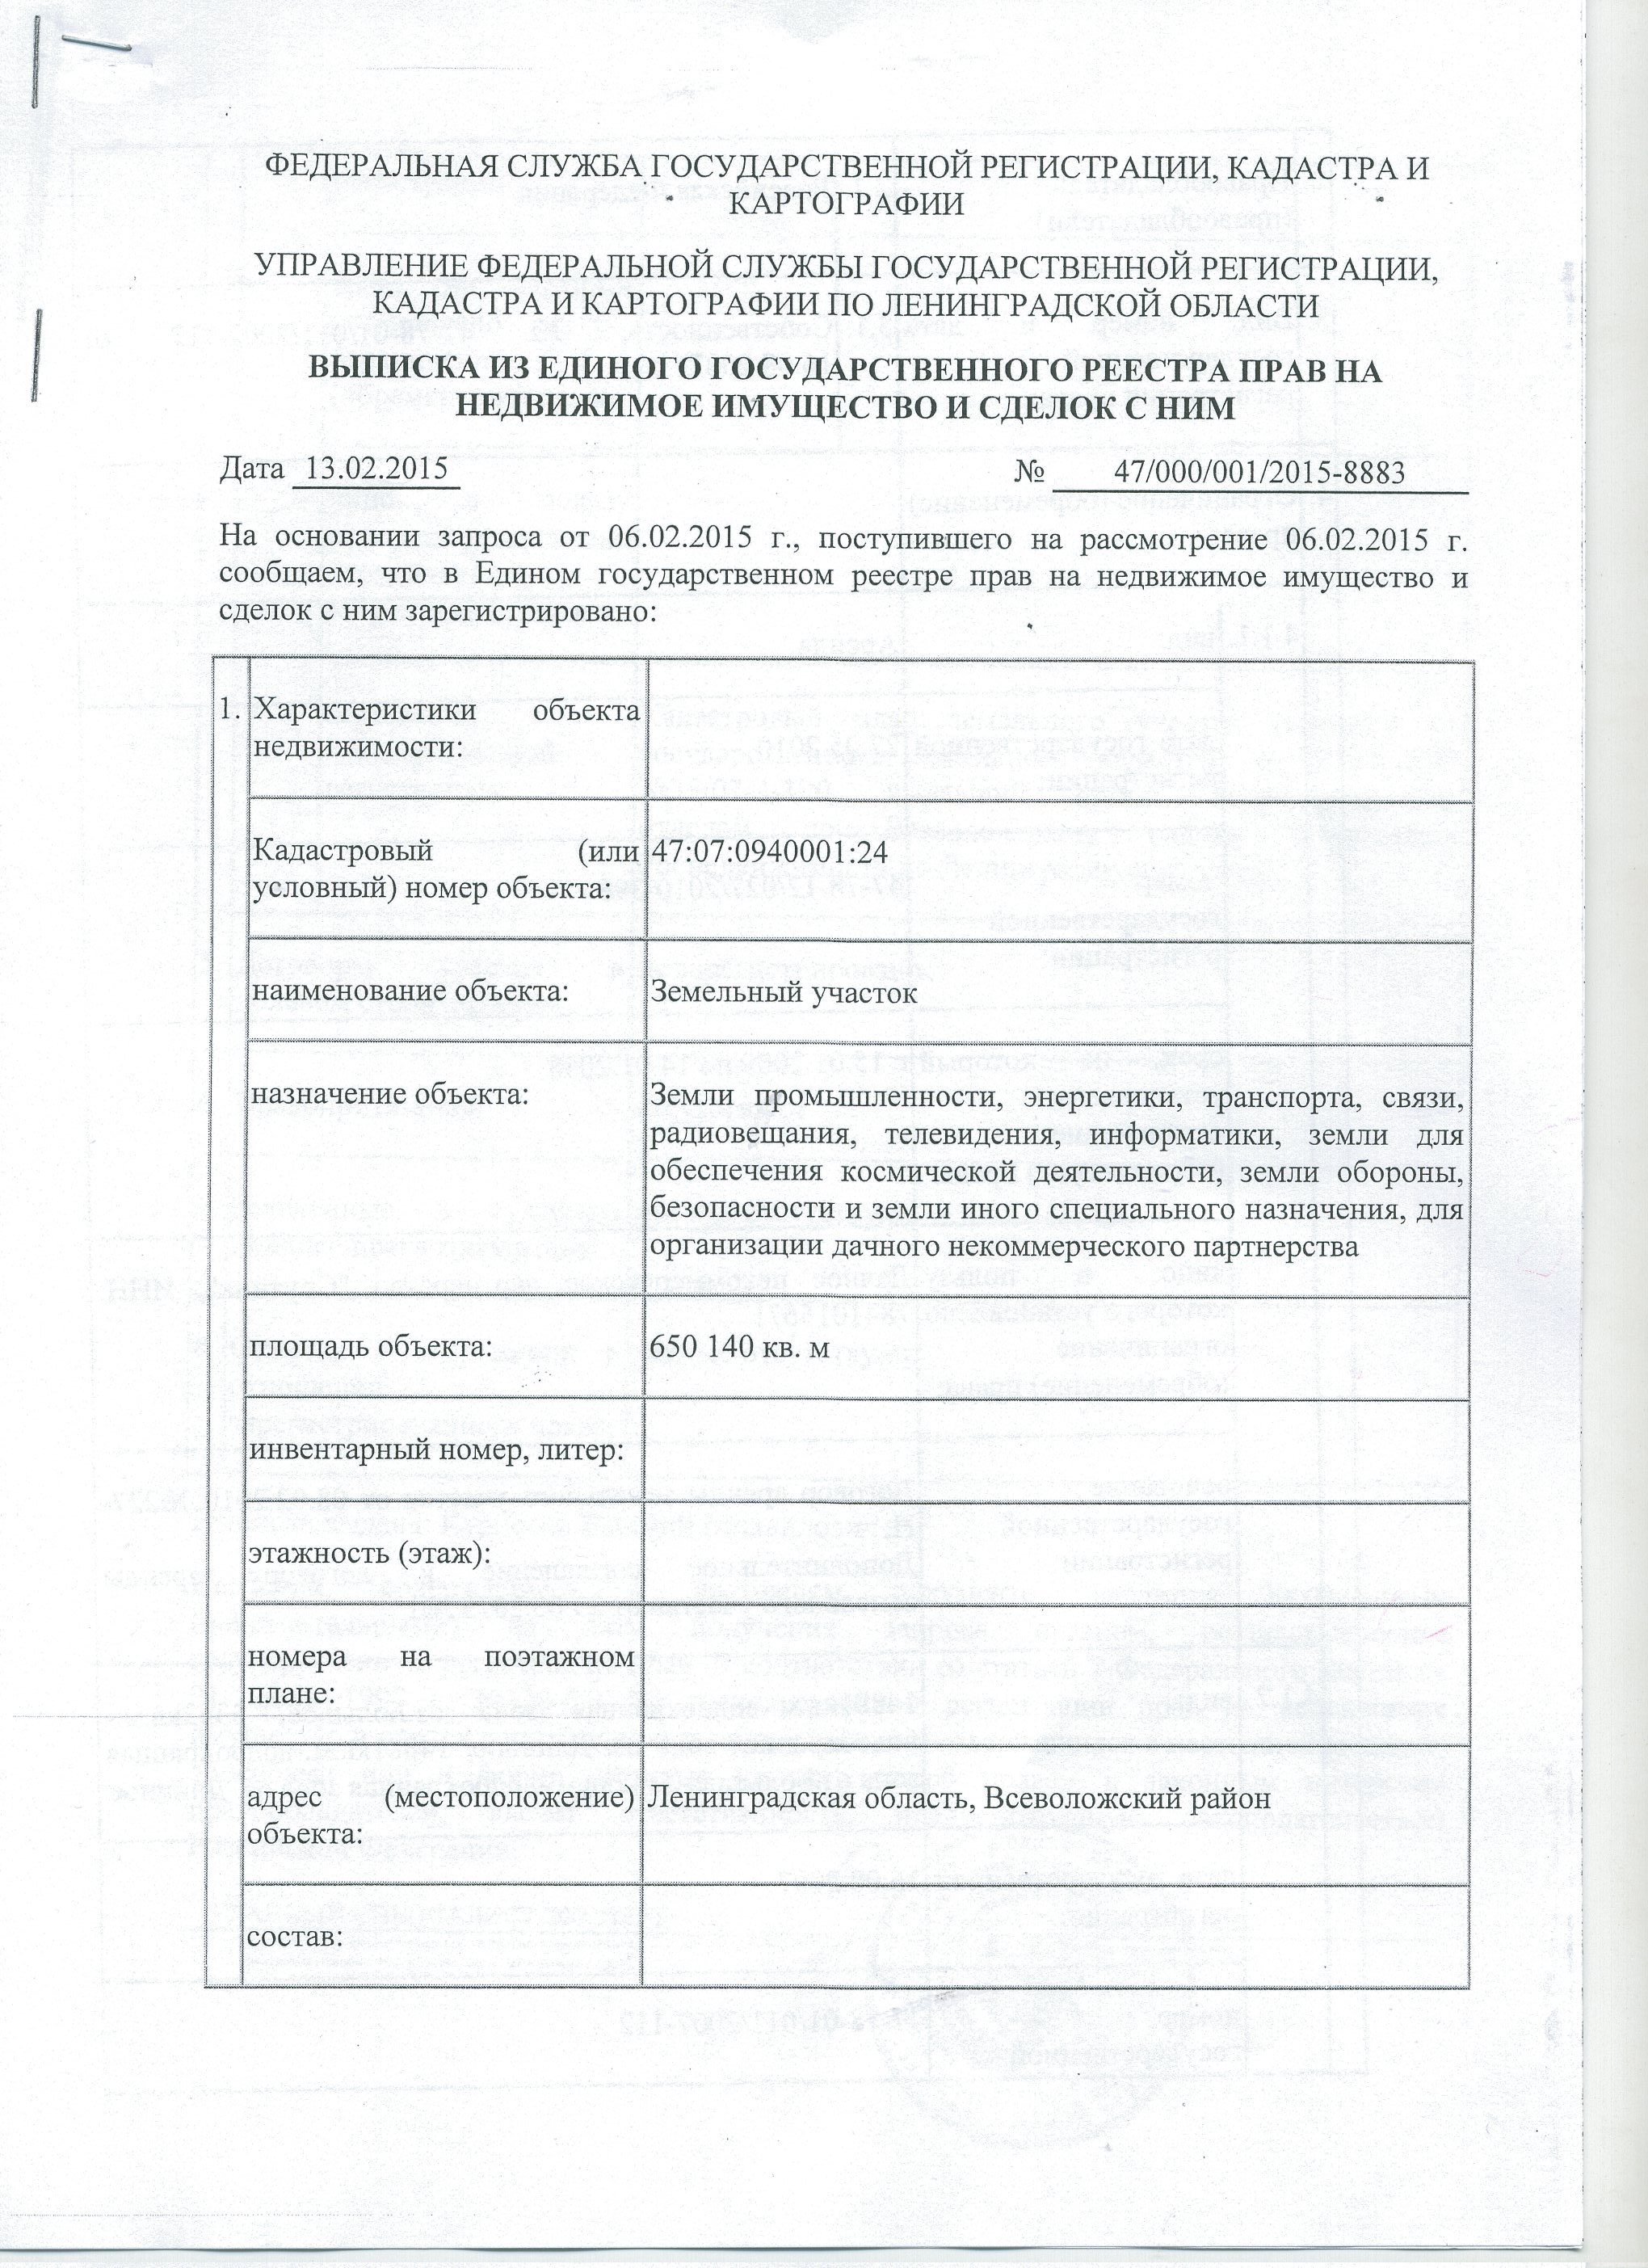 ФЕДЕРАЛЬНАЯ СЛУЖБА ГОСУДАРСТВЕННОЙ РЕГИСТРАЦИИ, КАДАСТРА И
КАРТОГРАФИИ
УПРАВЛЕНИЕ ФЕДЕРАЛЬНОЙ СЛУЖБЫ ГОСУДАРСТВЕННОЙ РЕГИСТРАЦИИ,
КАДАСТРА И КАРТОГРАФИИ ПО ЛЕНИНГРАДСКОЙ ОБЛАСТИ
ВЫПИСКА ИЗ ЕДИНОГО ГОСУДАРСТВЕННОГО РЕЕСТРА ПРАВ НА
НЕДВИЖИМОЕ ИМУЩЕСТВО И СДЕЛОК С НИМ
Дата 13.02.2015 № 47/000/001/2015-8883
На основании запроса от 06.02.2015 г., поступившего на рассмотрение 06.02.2015 г.
сообщаем, что в Едином государственном реестре прав на недвижимое имущество и
сделок с ним зарегистрировано:
1. Характеристики объекта
недвижимости:
Кадастровый (или
условный) номер объекта:
47:07:0940001:24
наименование объекта:
Земельный участок
назначение объекта:
Земли промышленности, энергетики, транспорта, связи,
радиовещания, телевидения, информатики, земли для
обеспечения космической деятельности, земли обороны,
безопасности и земли иного специального назначения, для
организации дачного некоммерческого партнерства
площадь объекта:
650 140 кв. м
инвентарный номер, литер:
этажность (этаж):
номера на поэтажном
плане:
адрес (местоположение)
объекта:
Ленинградская область, Всеволожский район
состав: